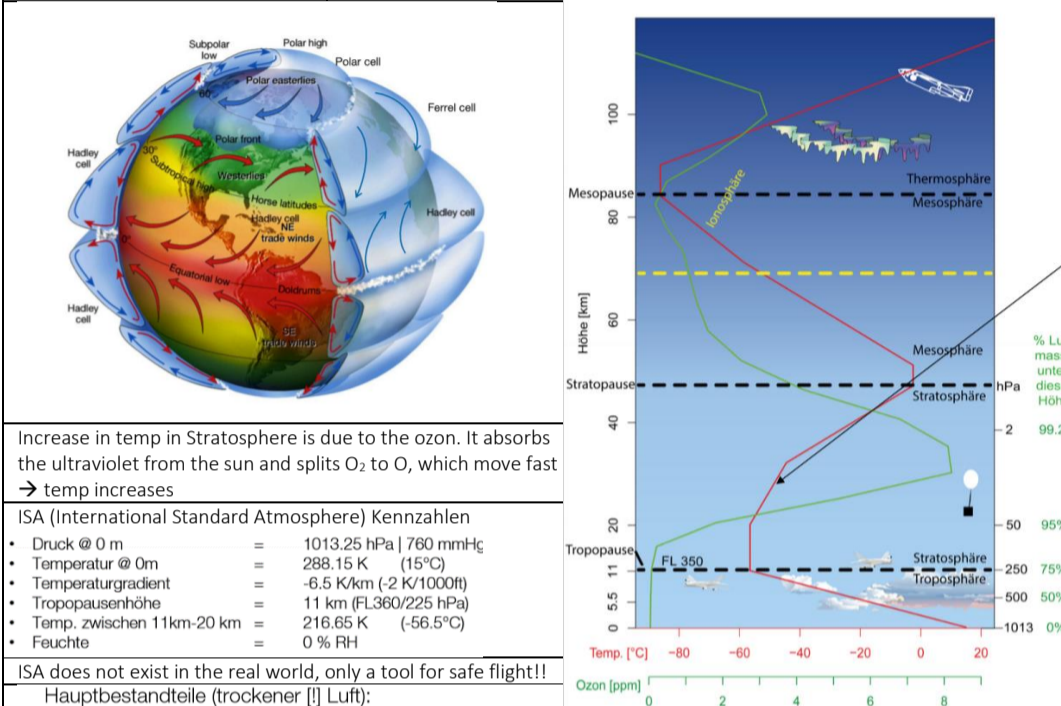 Subpolar
low
Polar high
Polar cell
Polar easterlies
60°
Ferrel cell
Polar front
Hadley
cell
30°
Subtropical high
Westerlies
Horse latitudes
Hadley cell
Hadley
cell
NE
trade winds
0°
Equatorial low
Doldrums
Hadley
cell
SE
trade winds
Increase in temp in Stratosphere is due to the ozon. It absorbs
the ultraviolet from the sun and splits O₂ to O, which move fast
→ temp increases
ISA (International Standard Atmosphere) Kennzahlen
• Druck @ 0 m = 1013.25 hPa | 760 mmHg
• Temperatur @ 0m = 288.15 K (15°C)
• Temperaturgradient = -6.5 K/km (-2 K/1000ft)
• Tropopausenhöhe = 11 km (FL360/225 hPa)
• Temp. zwischen 11km-20 km = 216.65 K (-56.5°C)
• Feuchte = 0 % RH
ISA does not exist in the real world, only a tool for safe flight!!
Hauptbestandteile (trockener [!] Luft):
100
Thermosphäre
Mesopause
Mesosphäre
Ionosphäre
80
Höhe [km]
60
Mesosphäre
% Lu
mas
unte
dies
Höh
Stratopause
hPa
Stratosphäre
40
2
99.2
20
50
95%
Tropopause
FL 350
Stratosphäre
11
250
75%
Troposphäre
5.5
500
50%
0
1013
0%
Temp. [°C] −80 −60 −40 −20 0 20
Ozon [ppm]
0 2 4 6 8